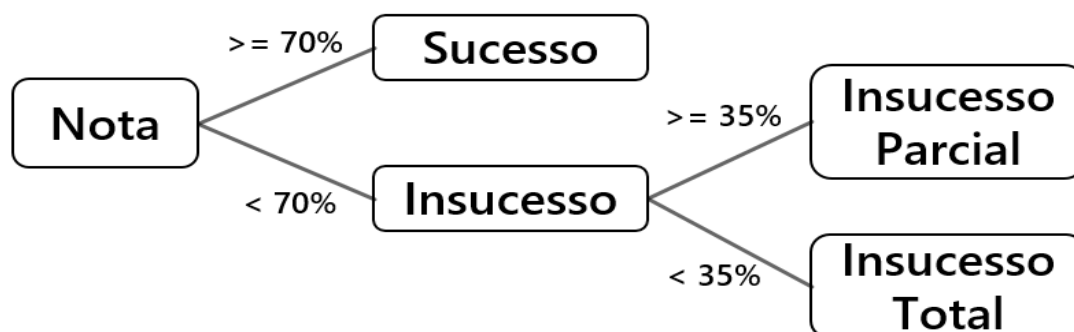 Nota
>= 70%
Sucesso
< 70%
Insucesso
>= 35%
Insucesso
Parcial
< 35%
Insucesso
Total